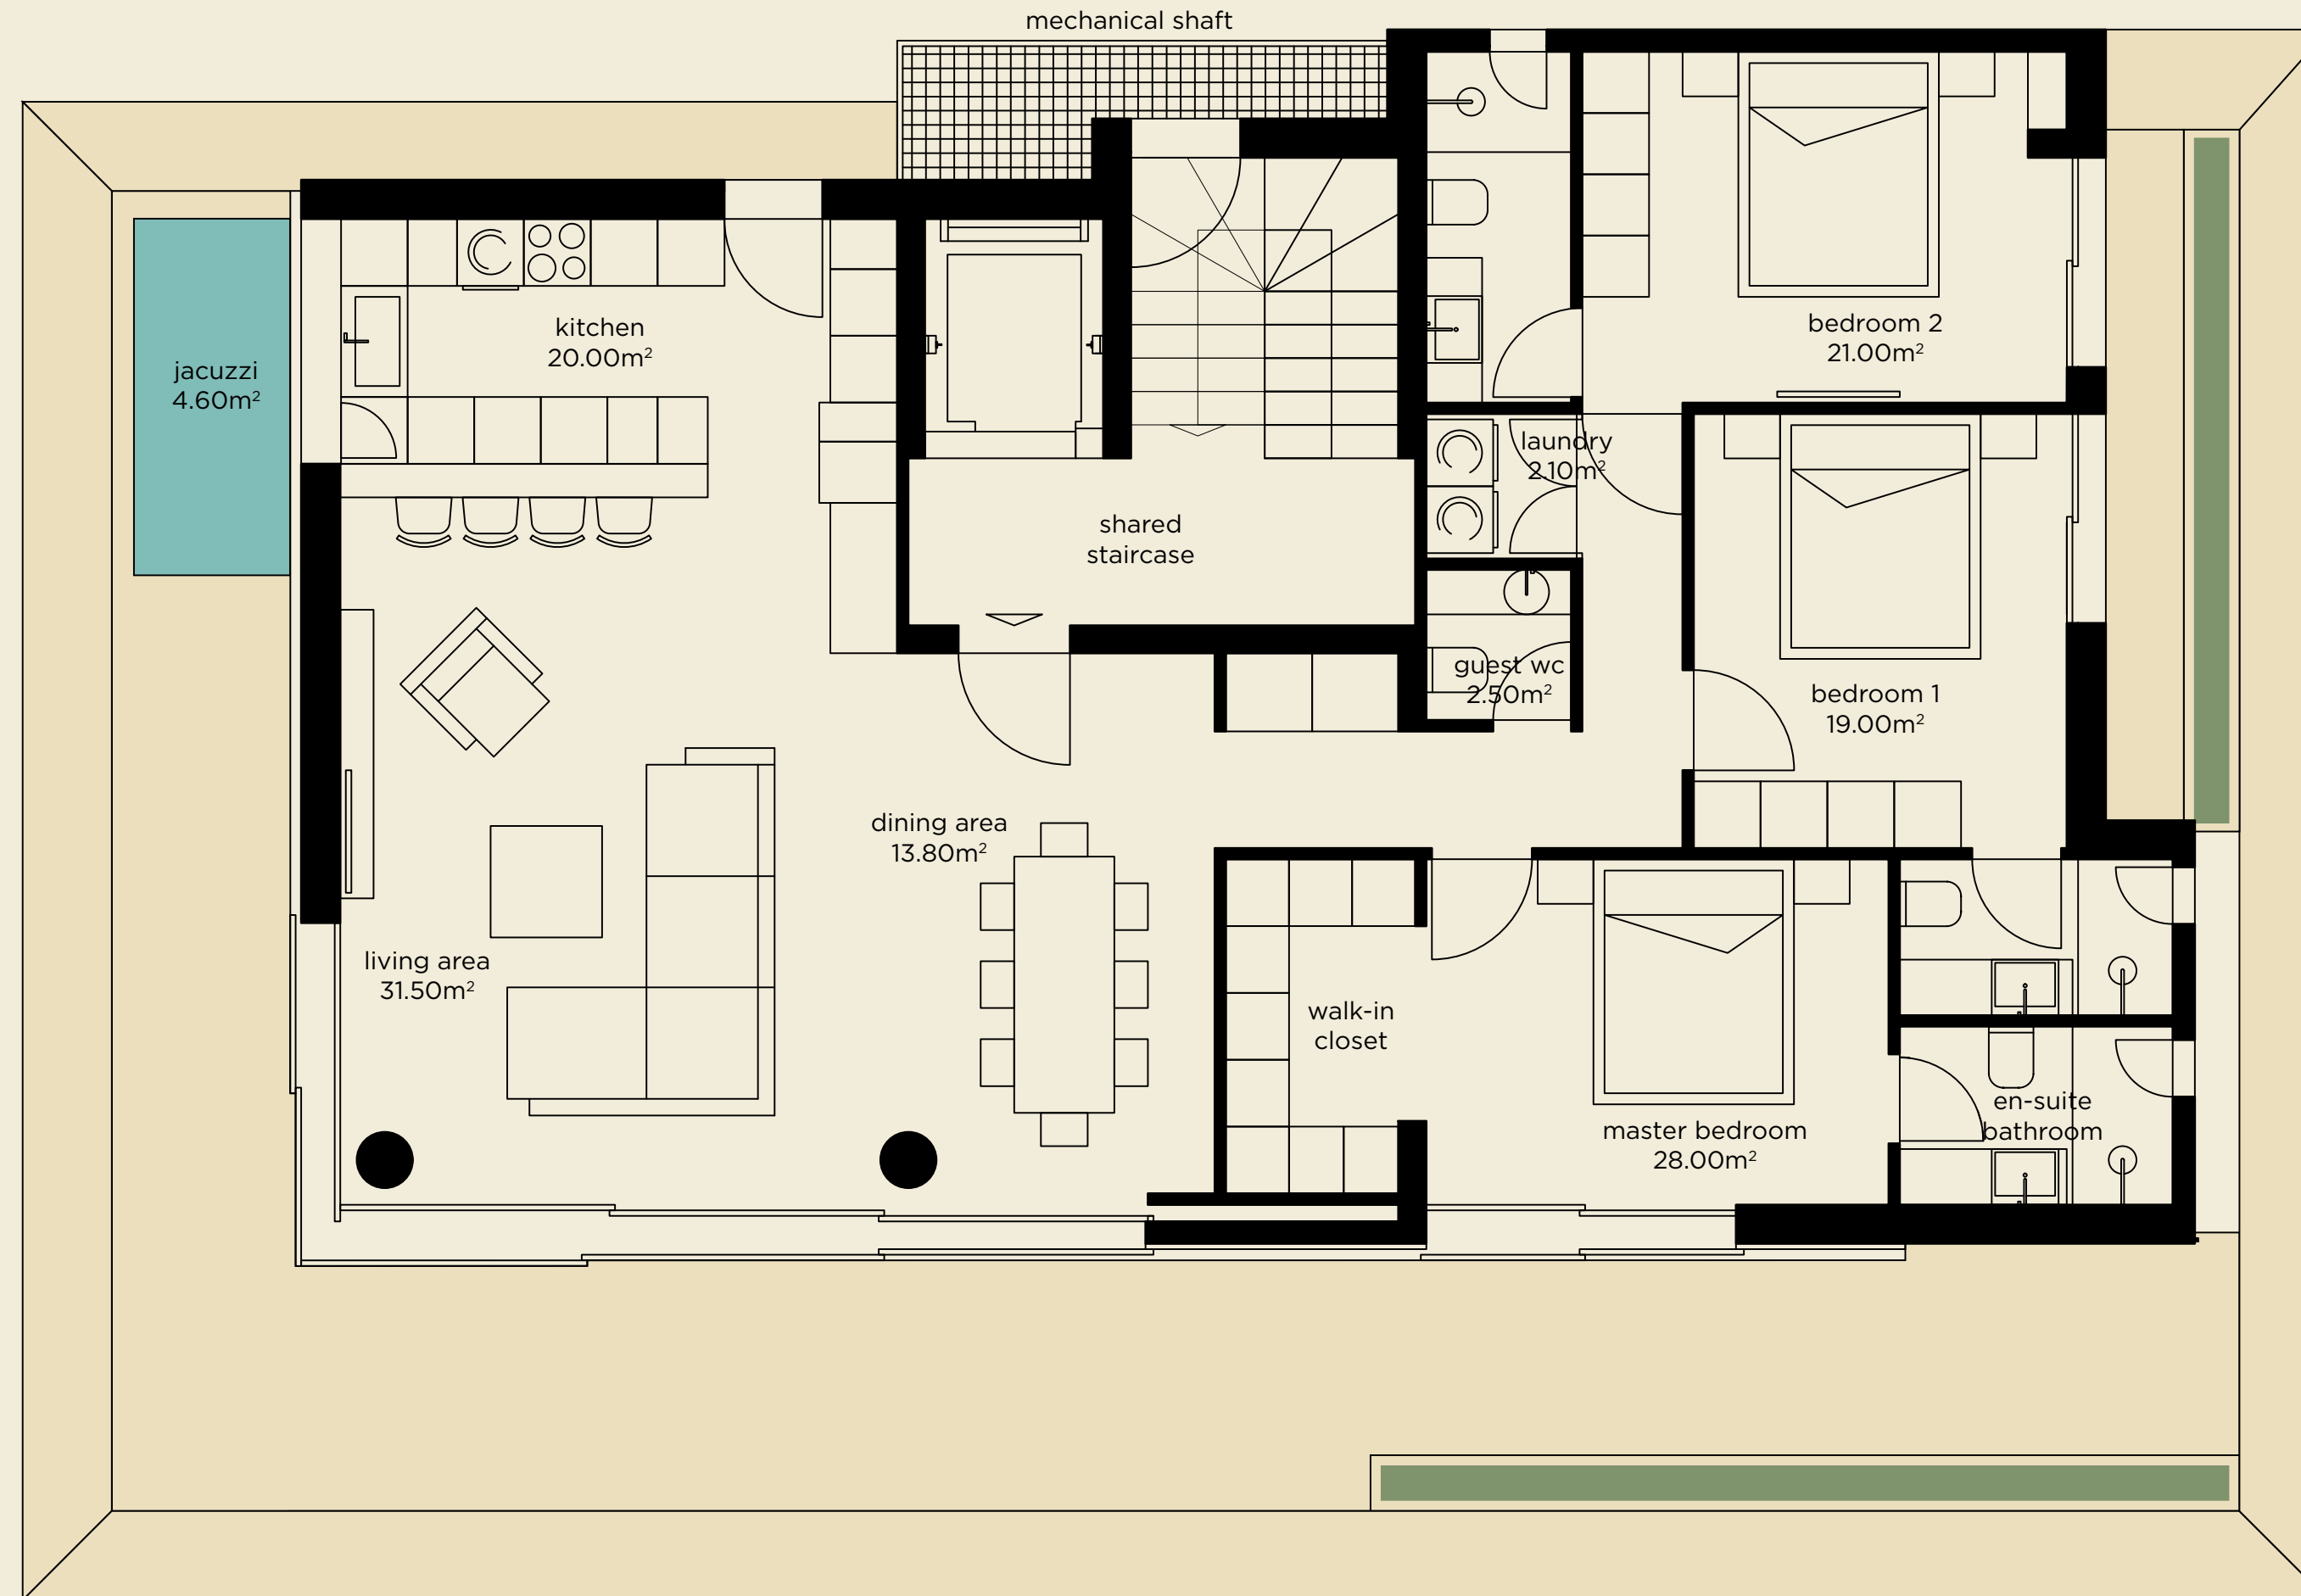 mechanical shaft
kitchen
20.00m²
jacuzzi
4.60m²
bedroom 2
21.00m²
laundry
2.10m²
shared
staircase
guest wc
2.50m²
bedroom 1
19.00m²
dining area
13.80m²
living area
31.50m²
walk-in
closet
master bedroom
28.00m²
en-suite
bathroom